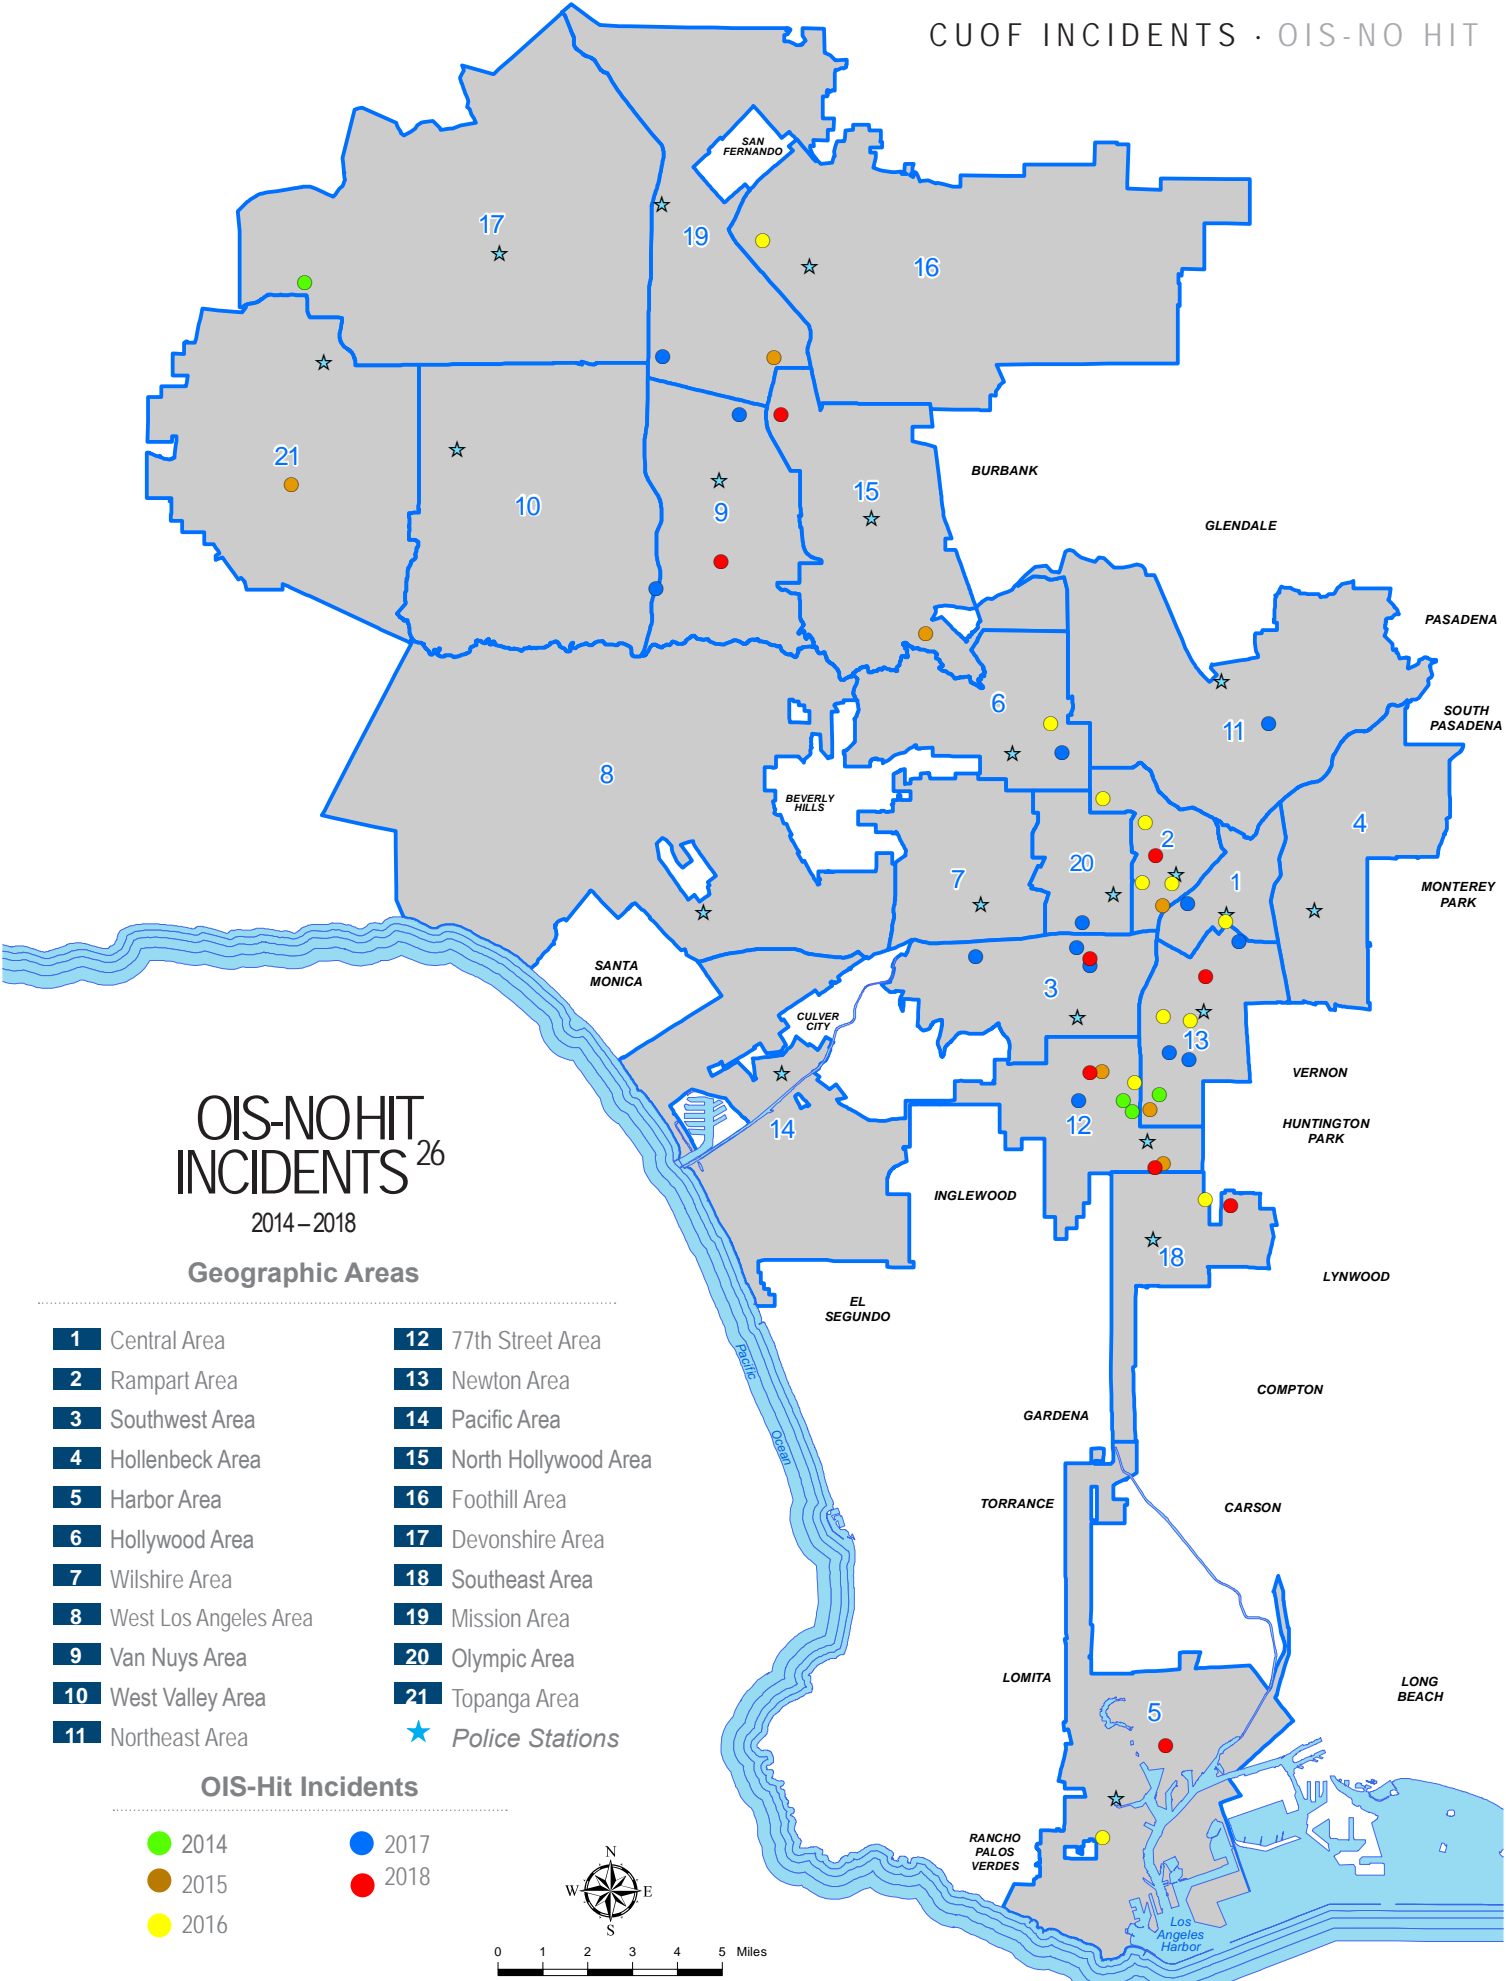 CUOF INCIDENTS · OIS-NO HIT
SAN
FERNANDO
17
19
16
21
10
9
15
BURBANK
GLENDALE
PASADENA
SOUTH
PASADENA
6
11
8
BEVERLY
HILLS
4
2
20
7
1
MONTEREY
PARK
SANTA
MONICA
3
CULVER
CITY
13
VERNON
12
14
HUNTINGTON
PARK
INGLEWOOD
18
LYNWOOD
EL
SEGUNDO
COMPTON
GARDENA
TORRANCE
CARSON
LOMITA
LONG
BEACH
5
RANCHO
PALOS
VERDES
Pacific
Ocean
Los
Angeles
Harbor
OIS-NO HIT
INCIDENTS 26
2014 – 2018
Geographic Areas
1 Central Area
2 Rampart Area
3 Southwest Area
4 Hollenbeck Area
5 Harbor Area
6 Hollywood Area
7 Wilshire Area
8 West Los Angeles Area
9 Van Nuys Area
10 West Valley Area
11 Northeast Area
12 77th Street Area
13 Newton Area
14 Pacific Area
15 North Hollywood Area
16 Foothill Area
17 Devonshire Area
18 Southeast Area
19 Mission Area
20 Olympic Area
21 Topanga Area
Police Stations
OIS-Hit Incidents
2014
2015
2016
2017
2018
N
W E
S
0 1 2 3 4 5 Miles